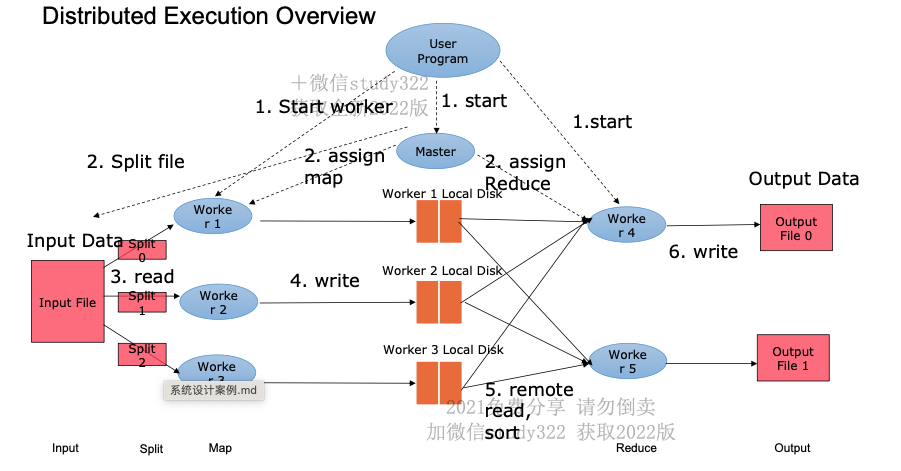 Distributed Execution Overview
User
Program
＋微信study322
获取全新2022版
1. Start worker
1. start
1.start
2. Split file
2. assign
map
Master
2. assign
Reduce
Output Data
Worker 1 Local Disk
Worke
r 1
Worke
r 4
Output
File 0
Input Data
Split
0
6. write
3. read
4. write
Worker 2 Local Disk
Input File
Split
1
Worke
r 2
Worker 3 Local Disk
Split
2
Worke
r 3
Worke
r 5
Output
File 1
系统设计案例.md
5. remote
read,
sort
2021免费分享 请勿倒卖
加微信study322 获取2022版
Input
Split
Map
Reduce
Output